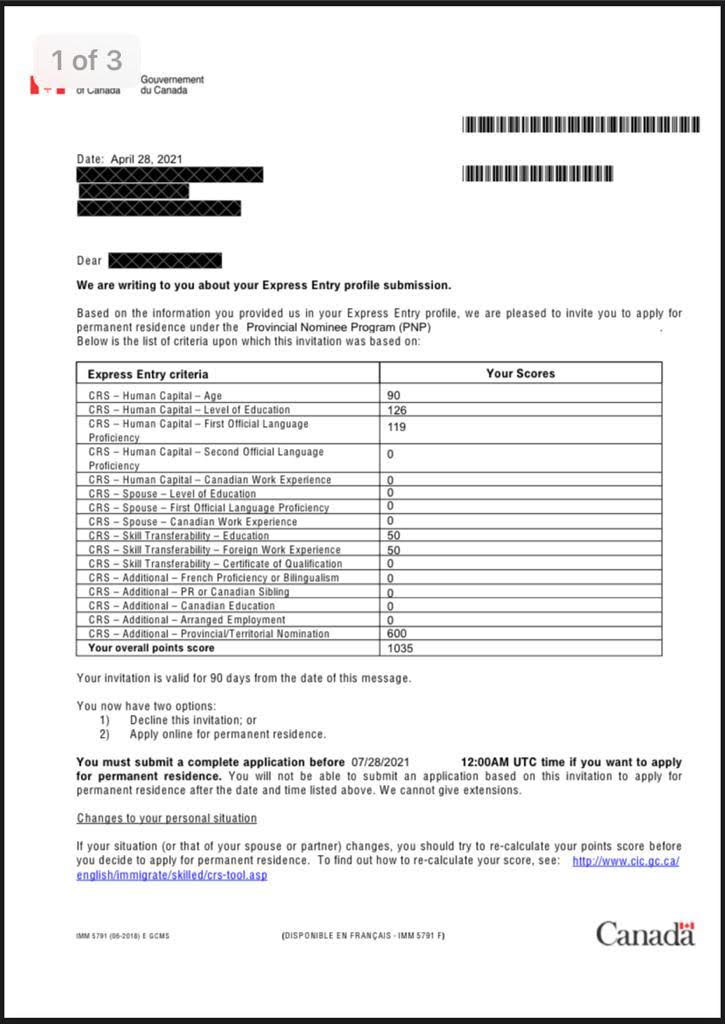 1 of 3
of Canada
Gouvernement
du Canada
Date: April 28, 2021
Dear
We are writing to you about your Express Entry profile submission.
Based on the information you provided us in your Express Entry profile, we are pleased to invite you to apply for
permanent residence under the Provincial Nominee Program (PNP) .
Below is the list of criteria upon which this invitation was based on:
Express Entry criteria Your Scores
CRS – Human Capital – Age 90
CRS – Human Capital – Level of Education 126
CRS – Human Capital – First Official Language 119
Proficiency
CRS – Human Capital – Second Official Language 0
Proficiency
CRS – Human Capital – Canadian Work Experience 0
CRS – Spouse – Level of Education 0
CRS – Spouse – First Official Language Proficiency 0
CRS – Spouse – Canadian Work Experience 0
CRS – Skill Transferability – Education 50
CRS – Skill Transferability – Foreign Work Experience 50
CRS – Skill Transferability – Certificate of Qualification 0
CRS – Additional – French Proficiency or Bilingualism 0
CRS – Additional – PR or Canadian Sibling 0
CRS – Additional – Canadian Education 0
CRS – Additional – Arranged Employment 0
CRS – Additional – Provincial/Territorial Nomination 600
Your overall points score 1035
Your invitation is valid for 90 days from the date of this message.
You now have two options:
1) Decline this invitation; or
2) Apply online for permanent residence.
You must submit a complete application before 07/28/2021 12:00AM UTC time if you want to apply
for permanent residence. You will not be able to submit an application based on this invitation to apply for
permanent residence after the date and time listed above. We cannot give extensions.
Changes to your personal situation
If your situation (or that of your spouse or partner) changes, you should try to re-calculate your points score before
you decide to apply for permanent residence. To find out how to re-calculate your score, see: http://www.cic.gc.ca/
english/immigrate/skilled/crs-tool.asp
IMM 5791 (06-2018) E GCMS
(DISPONIBLE EN FRANÇAIS - IMM 5791 F)
Canada